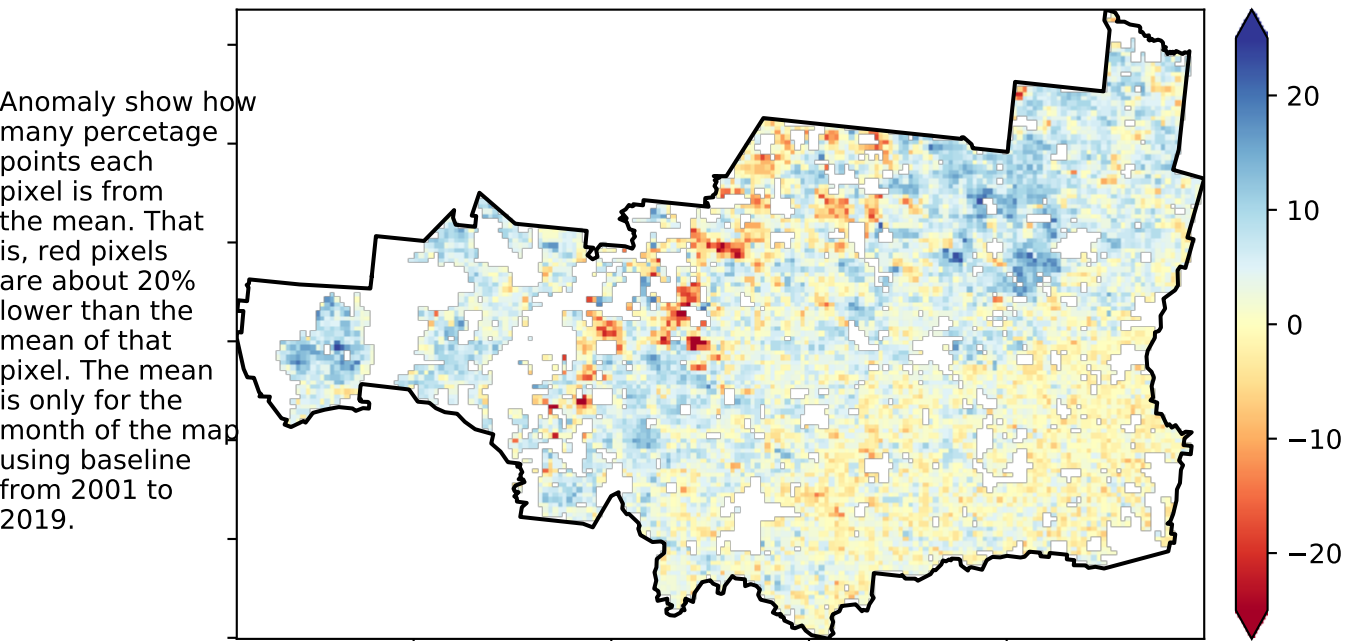 Anomaly show how
many percetage
points each
pixel is from
the mean. That
is, red pixels
are about 20%
lower than the
mean of that
pixel. The mean
is only for the
month of the map
using baseline
from 2001 to
2019.
20
10
0
−10
−20